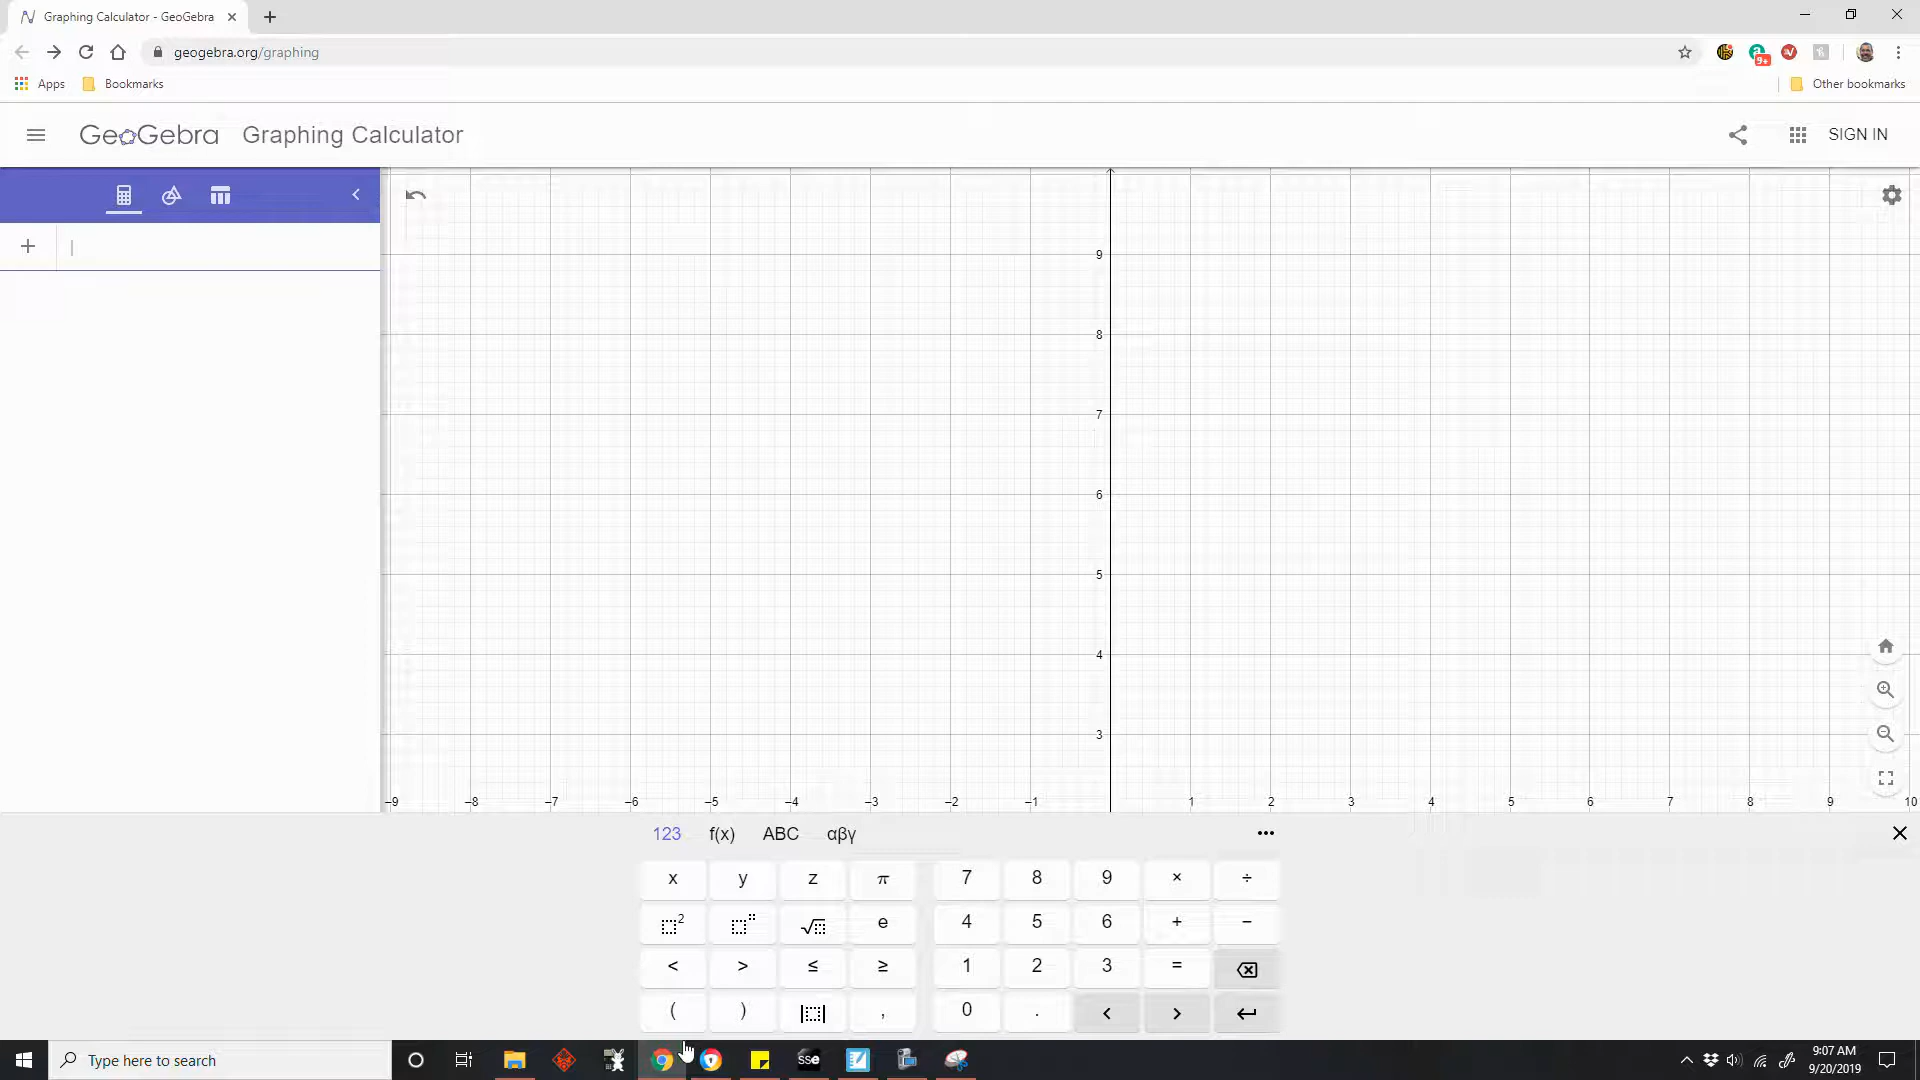 Graphing Calculator - GeoGebra
geogebra.org/graphing
9+
Apps
Bookmarks
Other bookmarks
GeoGebra
Graphing Calculator
SIGN IN
9
8
7
6
5
4
3
–9 –8 –7 –6 –5 –4 –3 –2 –1 1 2 3 4 5 6 7 8 9 10
123 f(x) ABC αβγ
x y z π 7 8 9 × ÷
2 √ e 4 5 6 + −
< > ≤ ≥ 1 2 3 =
( ) , 0 . < >
Type here to search
SSe
9:07 AM
9/20/2019